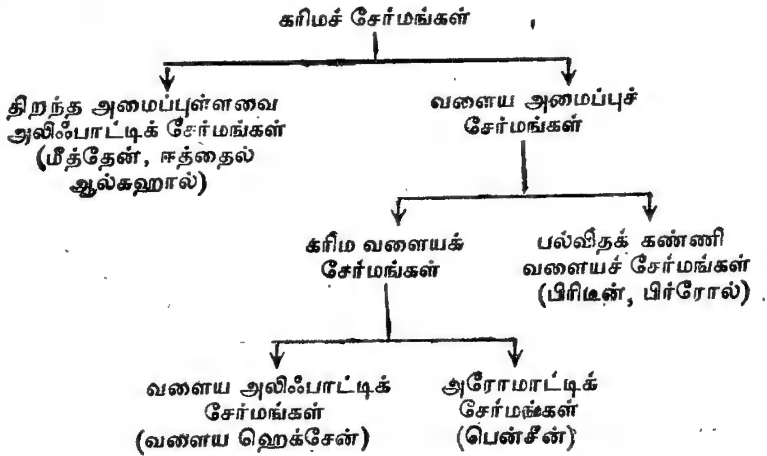 கரிமச் சேர்மங்கள்
திறந்த அமைப்புள்ளவை
அலிஃபாட்டிக் சேர்மங்கள்
(மீத்தேன், ஈத்தைல்
ஆல்கஹால்)
வளைய அமைப்புச்
சேர்மங்கள்
கரிம வளையக்
சேர்மங்கள்
பல்விதக் கண்ணி
வளையச் சேர்மங்கள்
(பிரிடீன், பிர்ரோல்)
வளைய அலிஃபாட்டிக்
சேர்மங்கள்
(வளைய ஹெக்சேன்)
அரோமாட்டிக்
சேர்மங்கள்
(பென்சீன்)